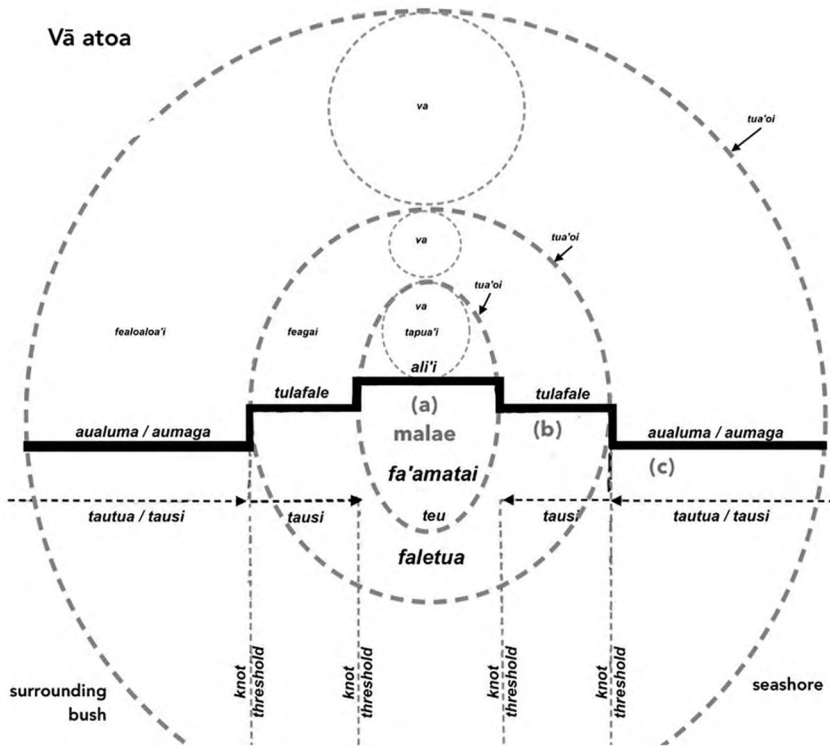 Vā atoa
va
tua'oi
va
tua'oi
va
tua'oi
fealoaloa'i
feagai
tapua'i
ali'i
tulafale
tulafale
(a)
aualuma / aumaga
malae
(b)
aualuma / aumaga
(c)
fa'amatai
tautua / tausi
tausi
teu
tausi
tautua / tausi
faletua
knot
threshold
knot
threshold
knot
threshold
knot
threshold
surrounding
bush
seashore